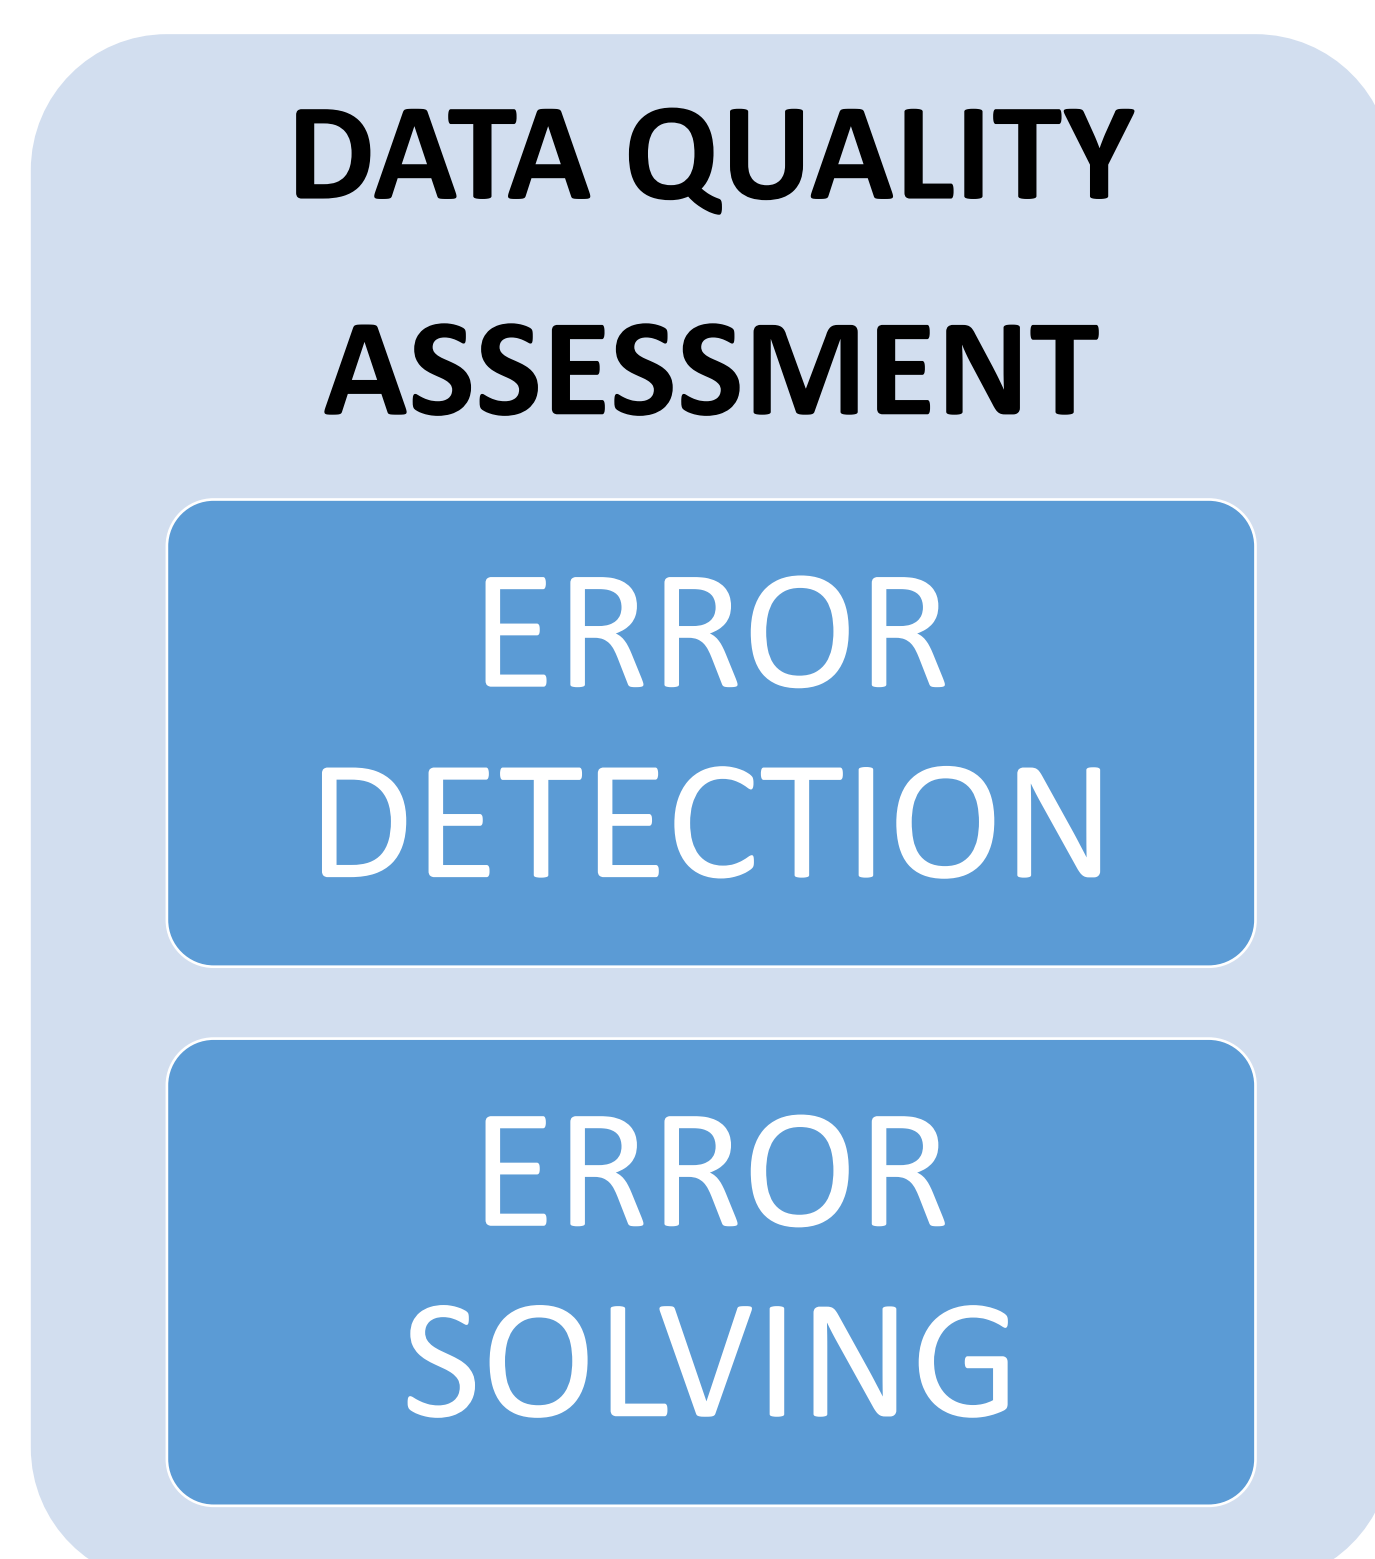 DATA QUALITY
ASSESSMENT
ERROR
DETECTION
ERROR
SOLVING